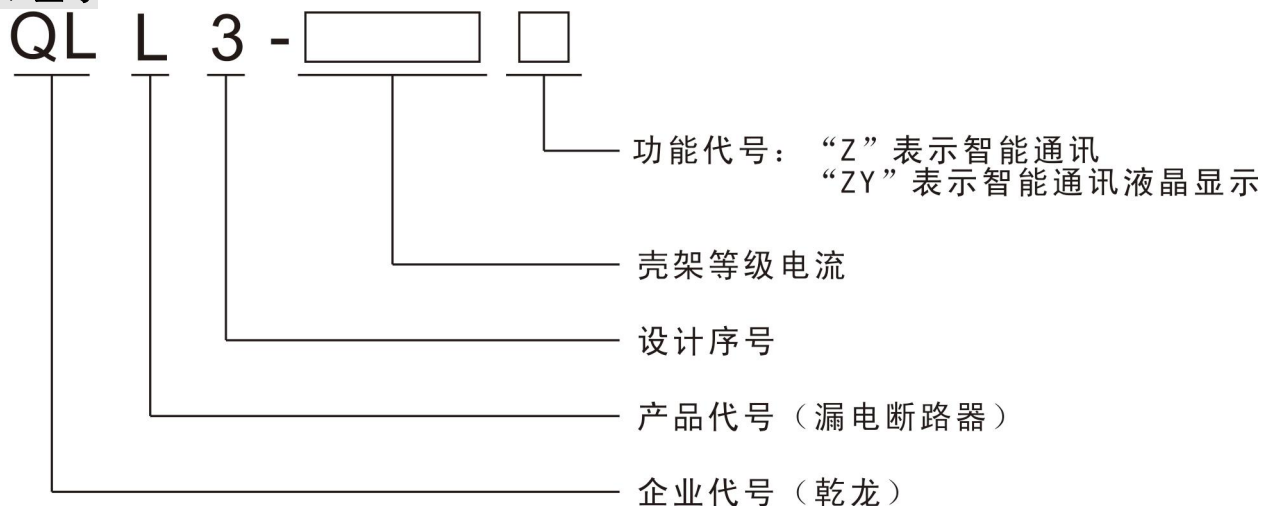 QL L 3 -
功能代号：“Z”表示智能通讯
“ZY”表示智能通讯液晶显示
壳架等级电流
设计序号
产品代号（漏电断路器）
企业代号（乾龙）